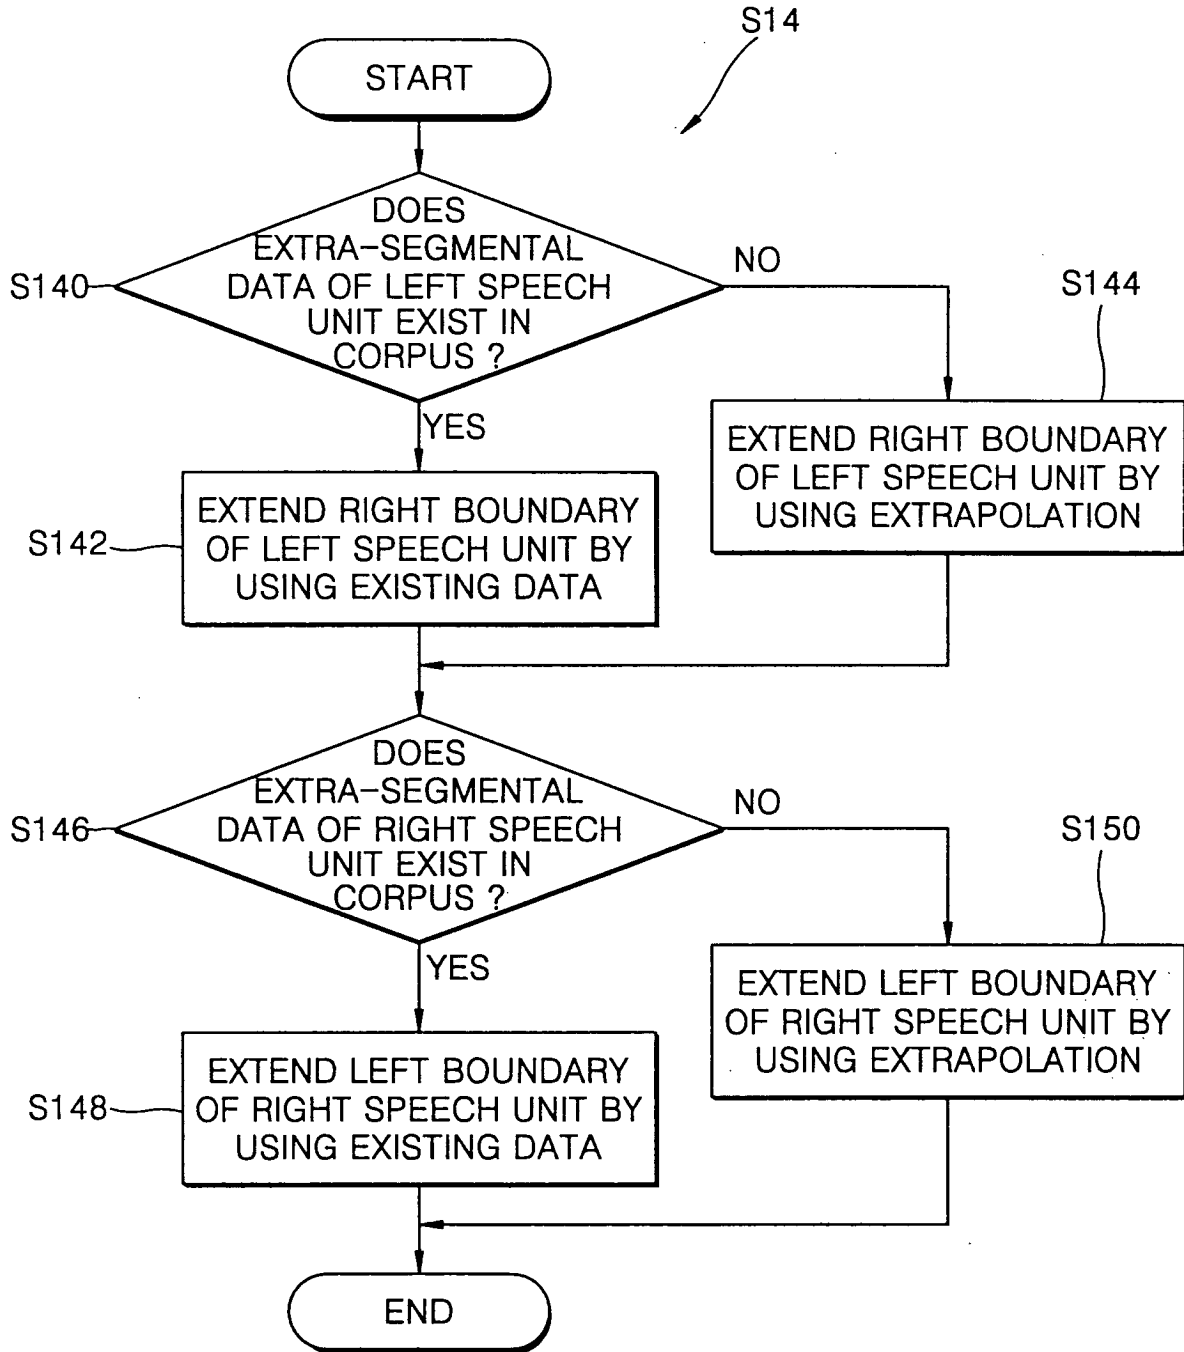 S14
START
DOES
EXTRA-SEGMENTAL
DATA OF LEFT SPEECH
UNIT EXIST IN
CORPUS ?
S140
NO
S144
YES
EXTEND RIGHT BOUNDARY
OF LEFT SPEECH UNIT BY
USING EXTRAPOLATION
EXTEND RIGHT BOUNDARY
OF LEFT SPEECH UNIT BY
USING EXISTING DATA
S142
DOES
EXTRA-SEGMENTAL
DATA OF RIGHT SPEECH
UNIT EXIST IN
CORPUS ?
S146
NO
S150
YES
EXTEND LEFT BOUNDARY
OF RIGHT SPEECH UNIT BY
USING EXTRAPOLATION
EXTEND LEFT BOUNDARY
OF RIGHT SPEECH UNIT BY
USING EXISTING DATA
S148
END